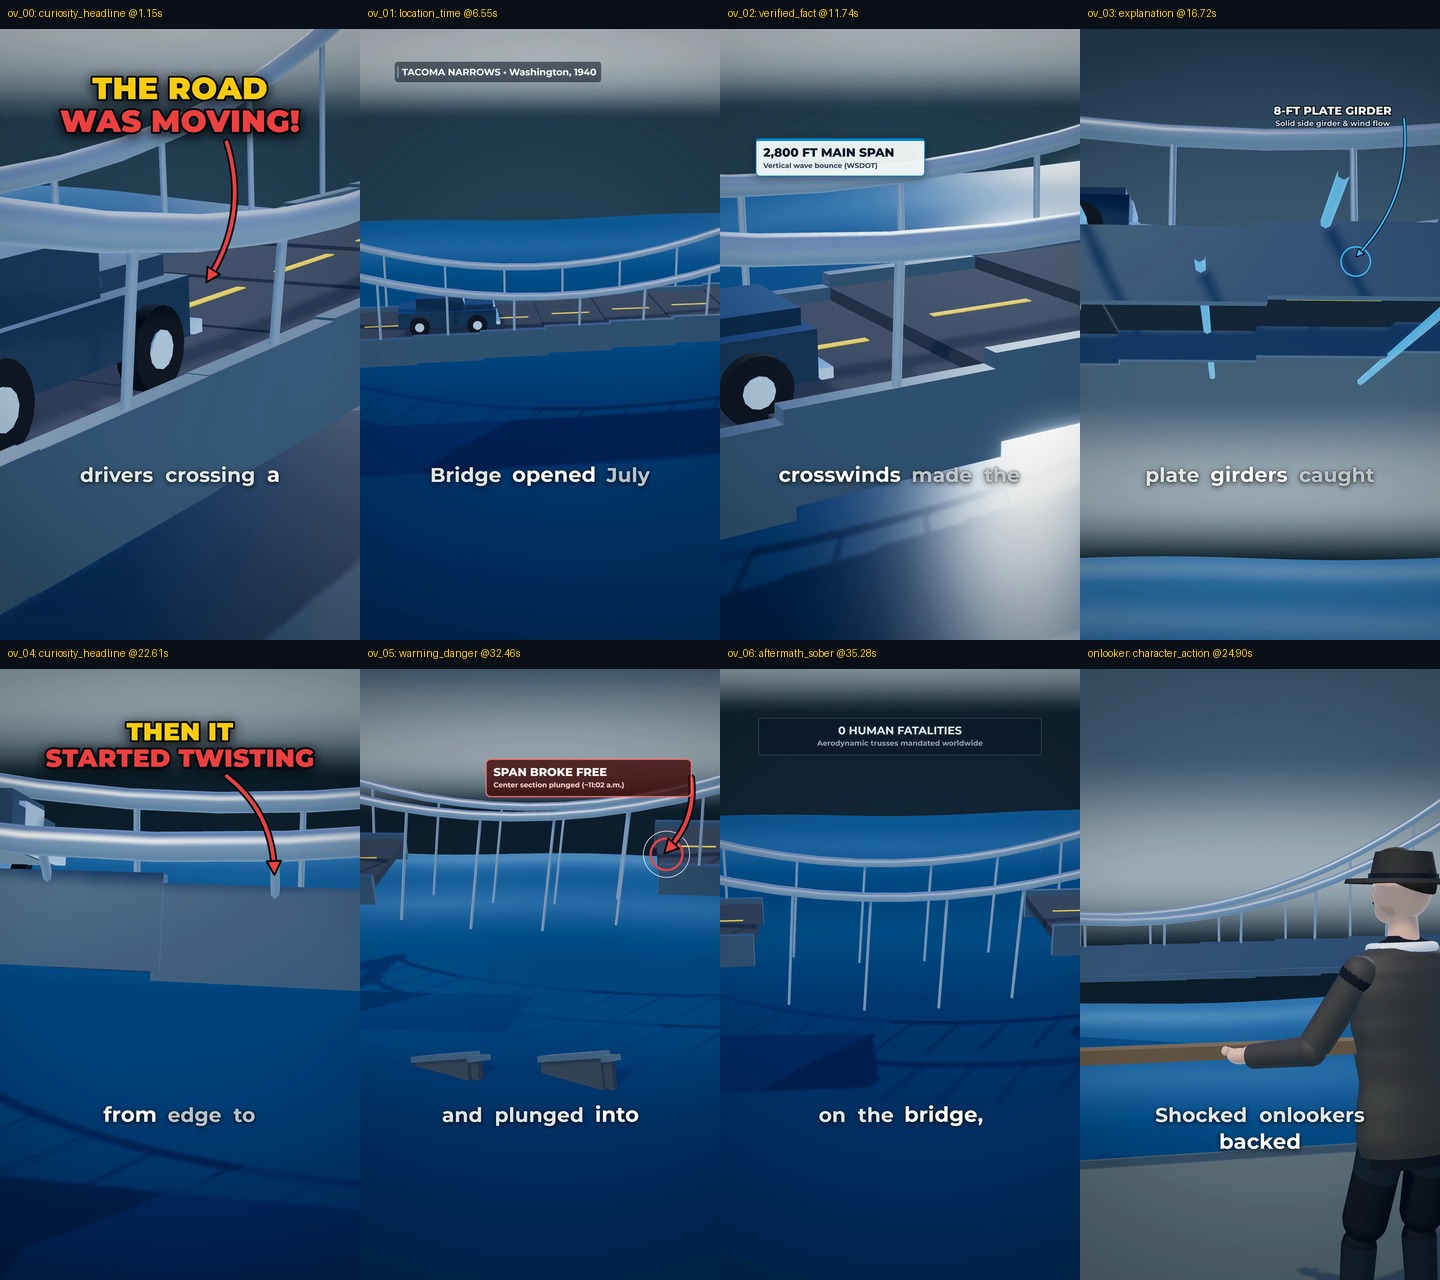 ov_00: curiosity_headline @1.15s
THE ROAD
WAS MOVING!
drivers crossing a
ov_01: location_time @6.55s
TACOMA NARROWS • Washington, 1940
Bridge opened July
ov_02: verified_fact @11.74s
2,800 FT MAIN SPAN
Vertical wave bounce (WSDOT)
crosswinds made the
ov_03: explanation @16.72s
8-FT PLATE GIRDER
Solid side girder & wind flow
plate girders caught
ov_04: curiosity_headline @22.61s
THEN IT
STARTED TWISTING
from edge to
ov_05: warning_danger @32.46s
SPAN BROKE FREE
Center section plunged (~11:02 a.m.)
and plunged into
ov_06: aftermath_sober @35.28s
0 HUMAN FATALITIES
Aerodynamic trusses mandated worldwide
on the bridge,
onlooker: character_action @24.90s
Shocked onlookers
backed